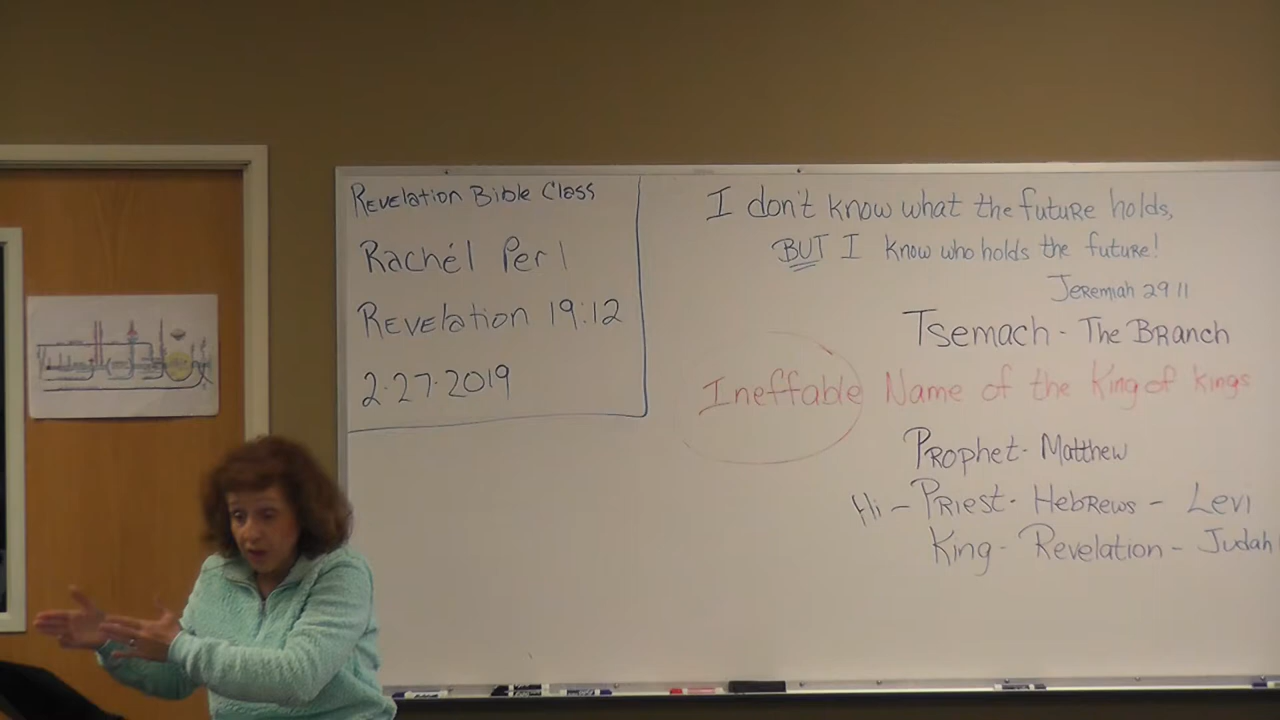 Revelation Bible Class
Rachél Perl
Revelation 19:12
2-27-2019
I don't know what the future holds,
BUT I know who holds the future!
Jeremiah 29 11
Tsemach - The Branch
Ineffable Name of the King of Kings
Prophet - Matthew
Hi - Priest - Hebrews - Levi
King - Revelation - Judah